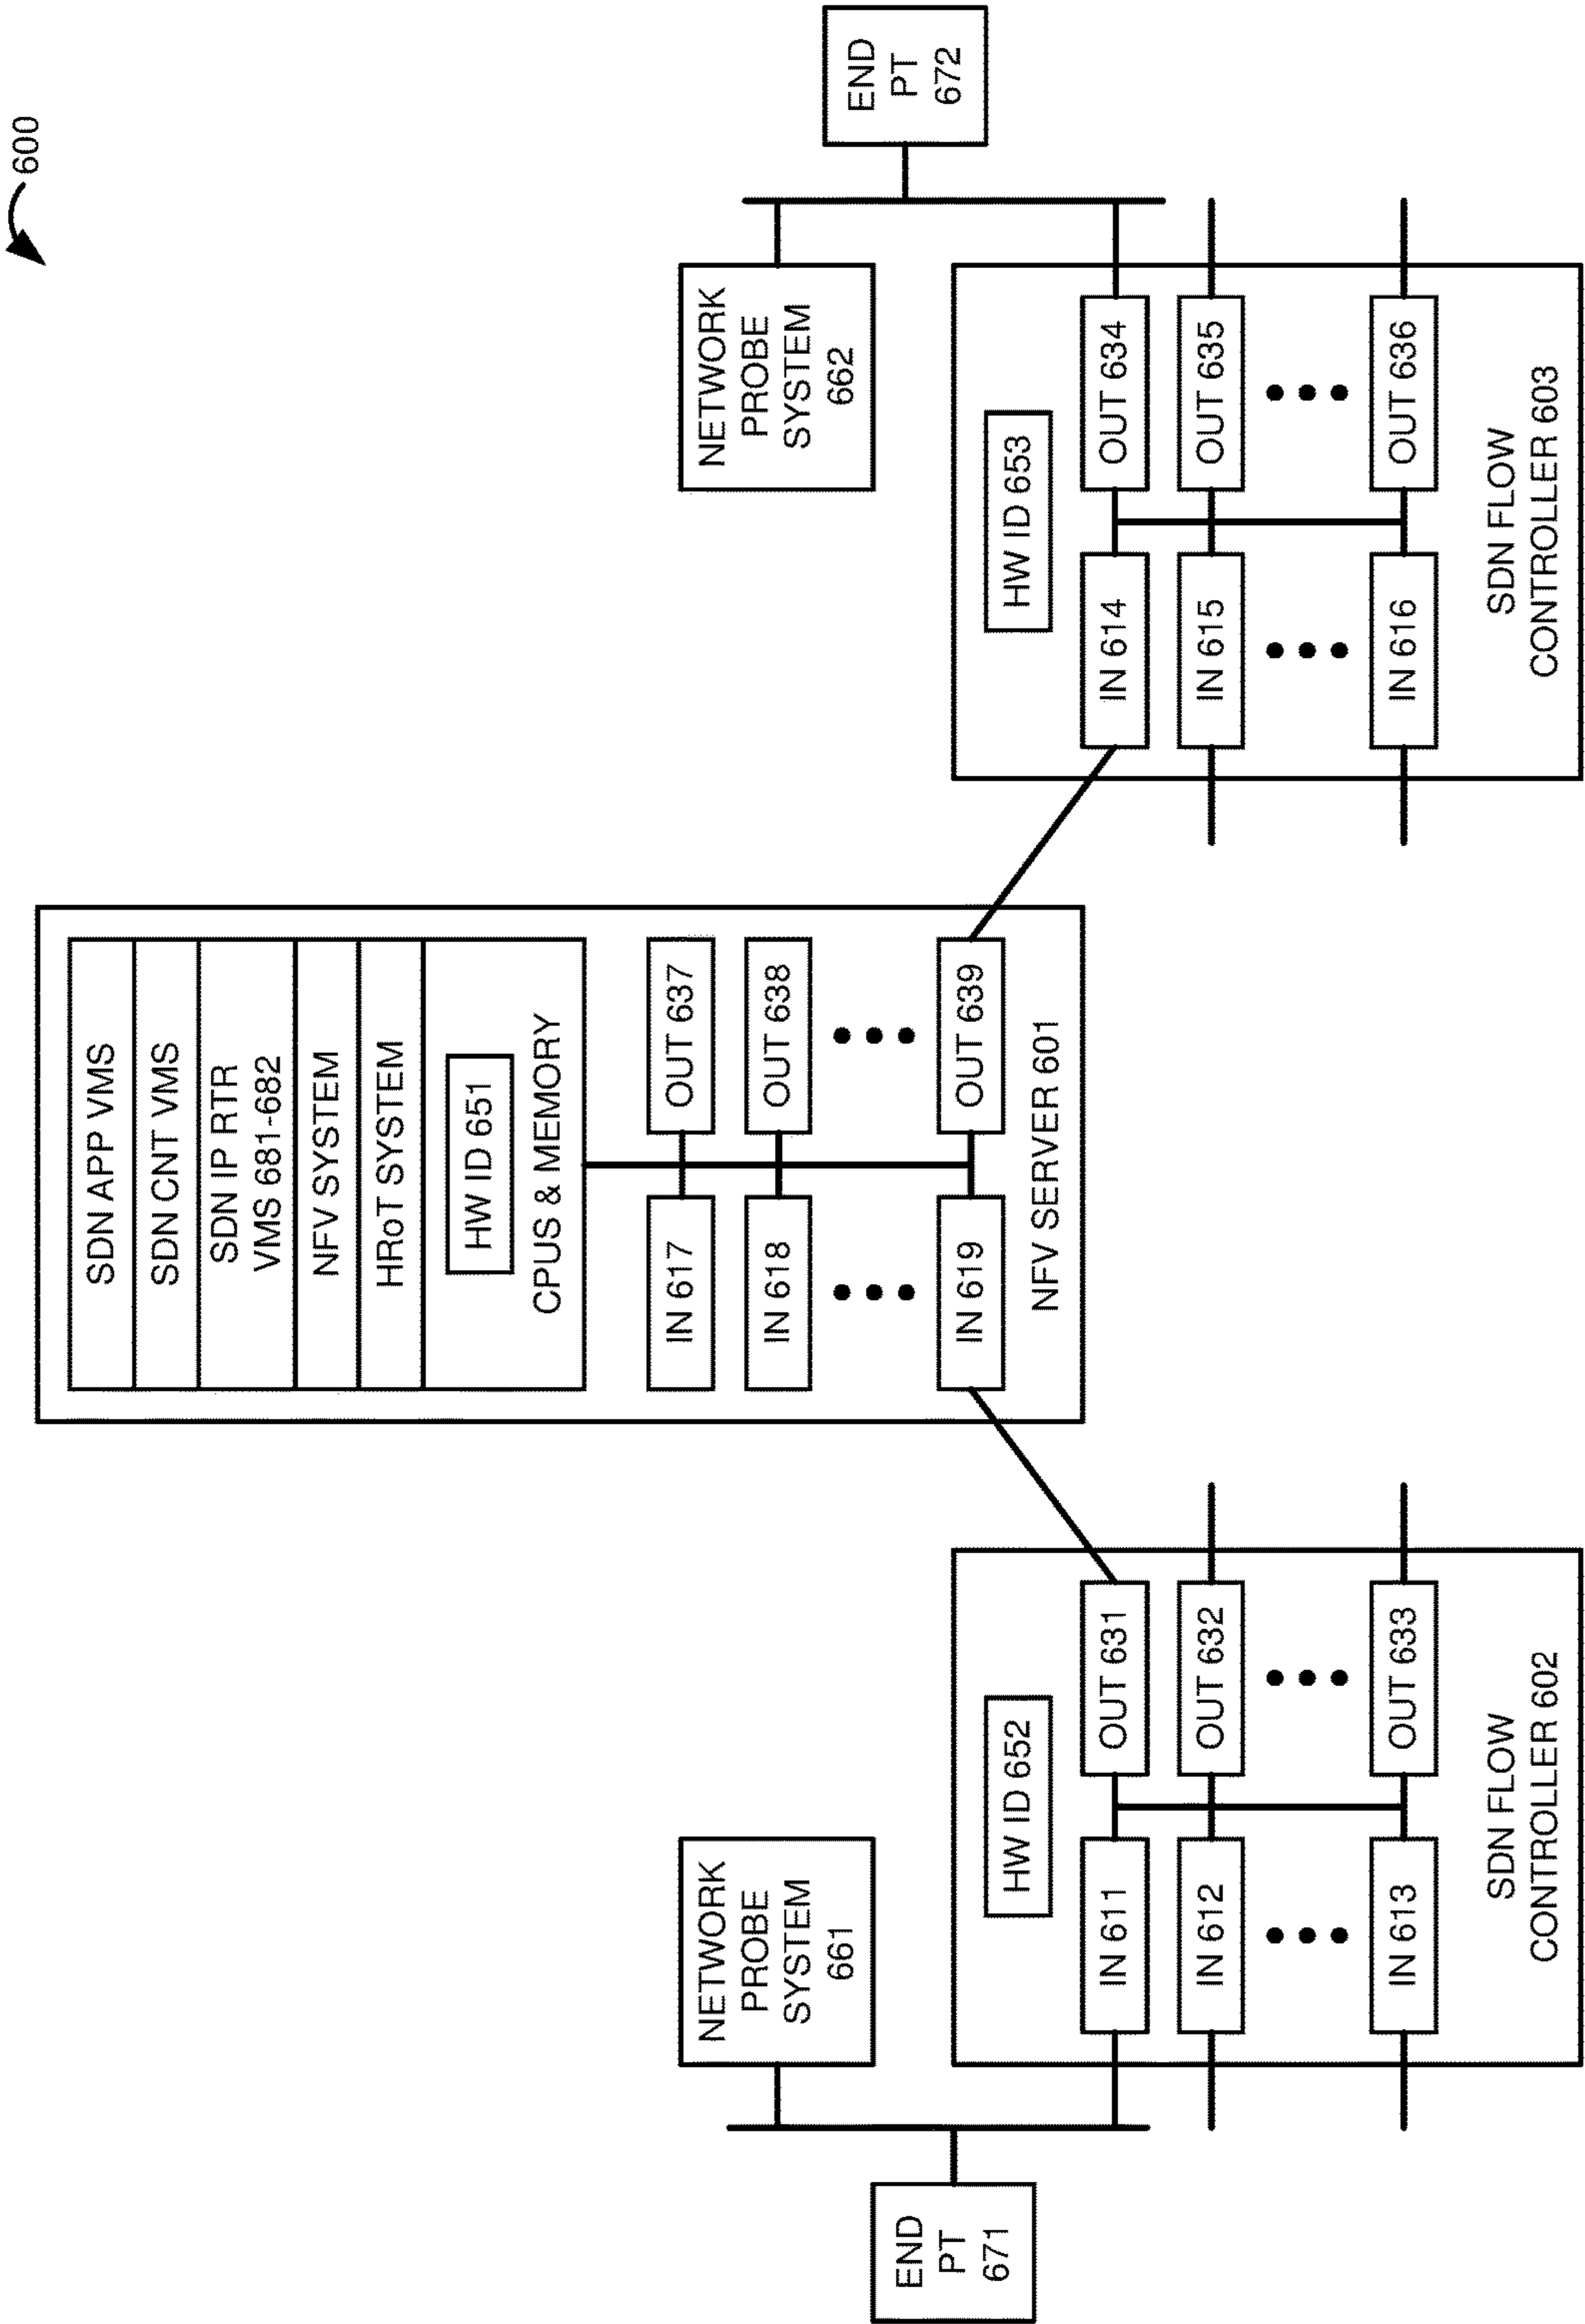 600
SDN APP VMS
SDN CNT VMS
SDN IP RTR
VMS 681-682
NFV SYSTEM
HRoT SYSTEM
HW ID 651
CPUS & MEMORY
IN 617
OUT 637
IN 618
OUT 638
IN 619
OUT 639
NFV SERVER 601
NETWORK
PROBE
SYSTEM
661
END
PT
671
HW ID 652
IN 611
OUT 631
IN 612
OUT 632
IN 613
OUT 633
SDN FLOW
CONTROLLER 602
NETWORK
PROBE
SYSTEM
662
END
PT
672
HW ID 653
IN 614
OUT 634
IN 615
OUT 635
IN 616
OUT 636
SDN FLOW
CONTROLLER 603